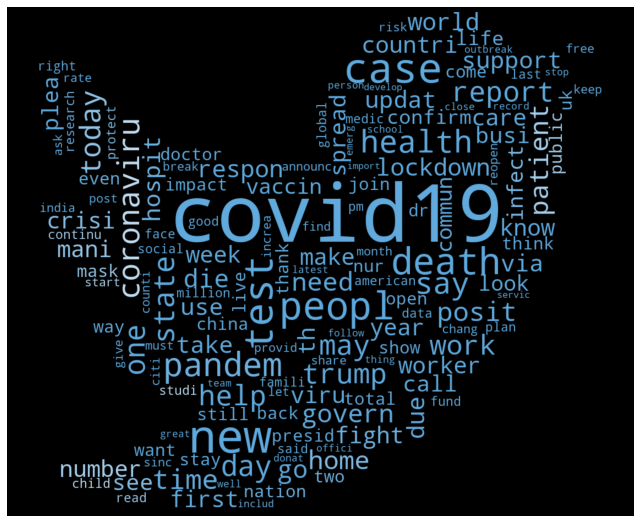 risk
world
outbreak
free
countri
life
right
case
person
develop
come
support
last
stop
rate
plea
research
ask
protect
today
global
updat
close
report
record
uk
keep
medic
confirm
care
school
emerg
health
busi
spread
patient
public
infect
coronaviru
hospit
doctor
respon
announc
import
lockdown
reopen
even
break
impact
vaccin
join
commun
india
post
covid19
pm
dr
know
crisi
face
good
find
increa
continu
mani
social
week
thank
make
month
nur
death
via
think
mask
start
state
die
test
need
latest
american
say
look
servic
counti
million
live
peopl
open
data
posit
way
one
use
china
th
year
chang
plan
give
must
take
provid
follow
may
show
work
citi
pandem
share
thing
trump
worker
studi
team
famili
help
let
viru
total
call
due
fund
still
back
govern
great
new
presid
said
offici
fight
want
number
sinc
stay
day
donat
go
home
two
child
see
time
well
nation
read
first
includ